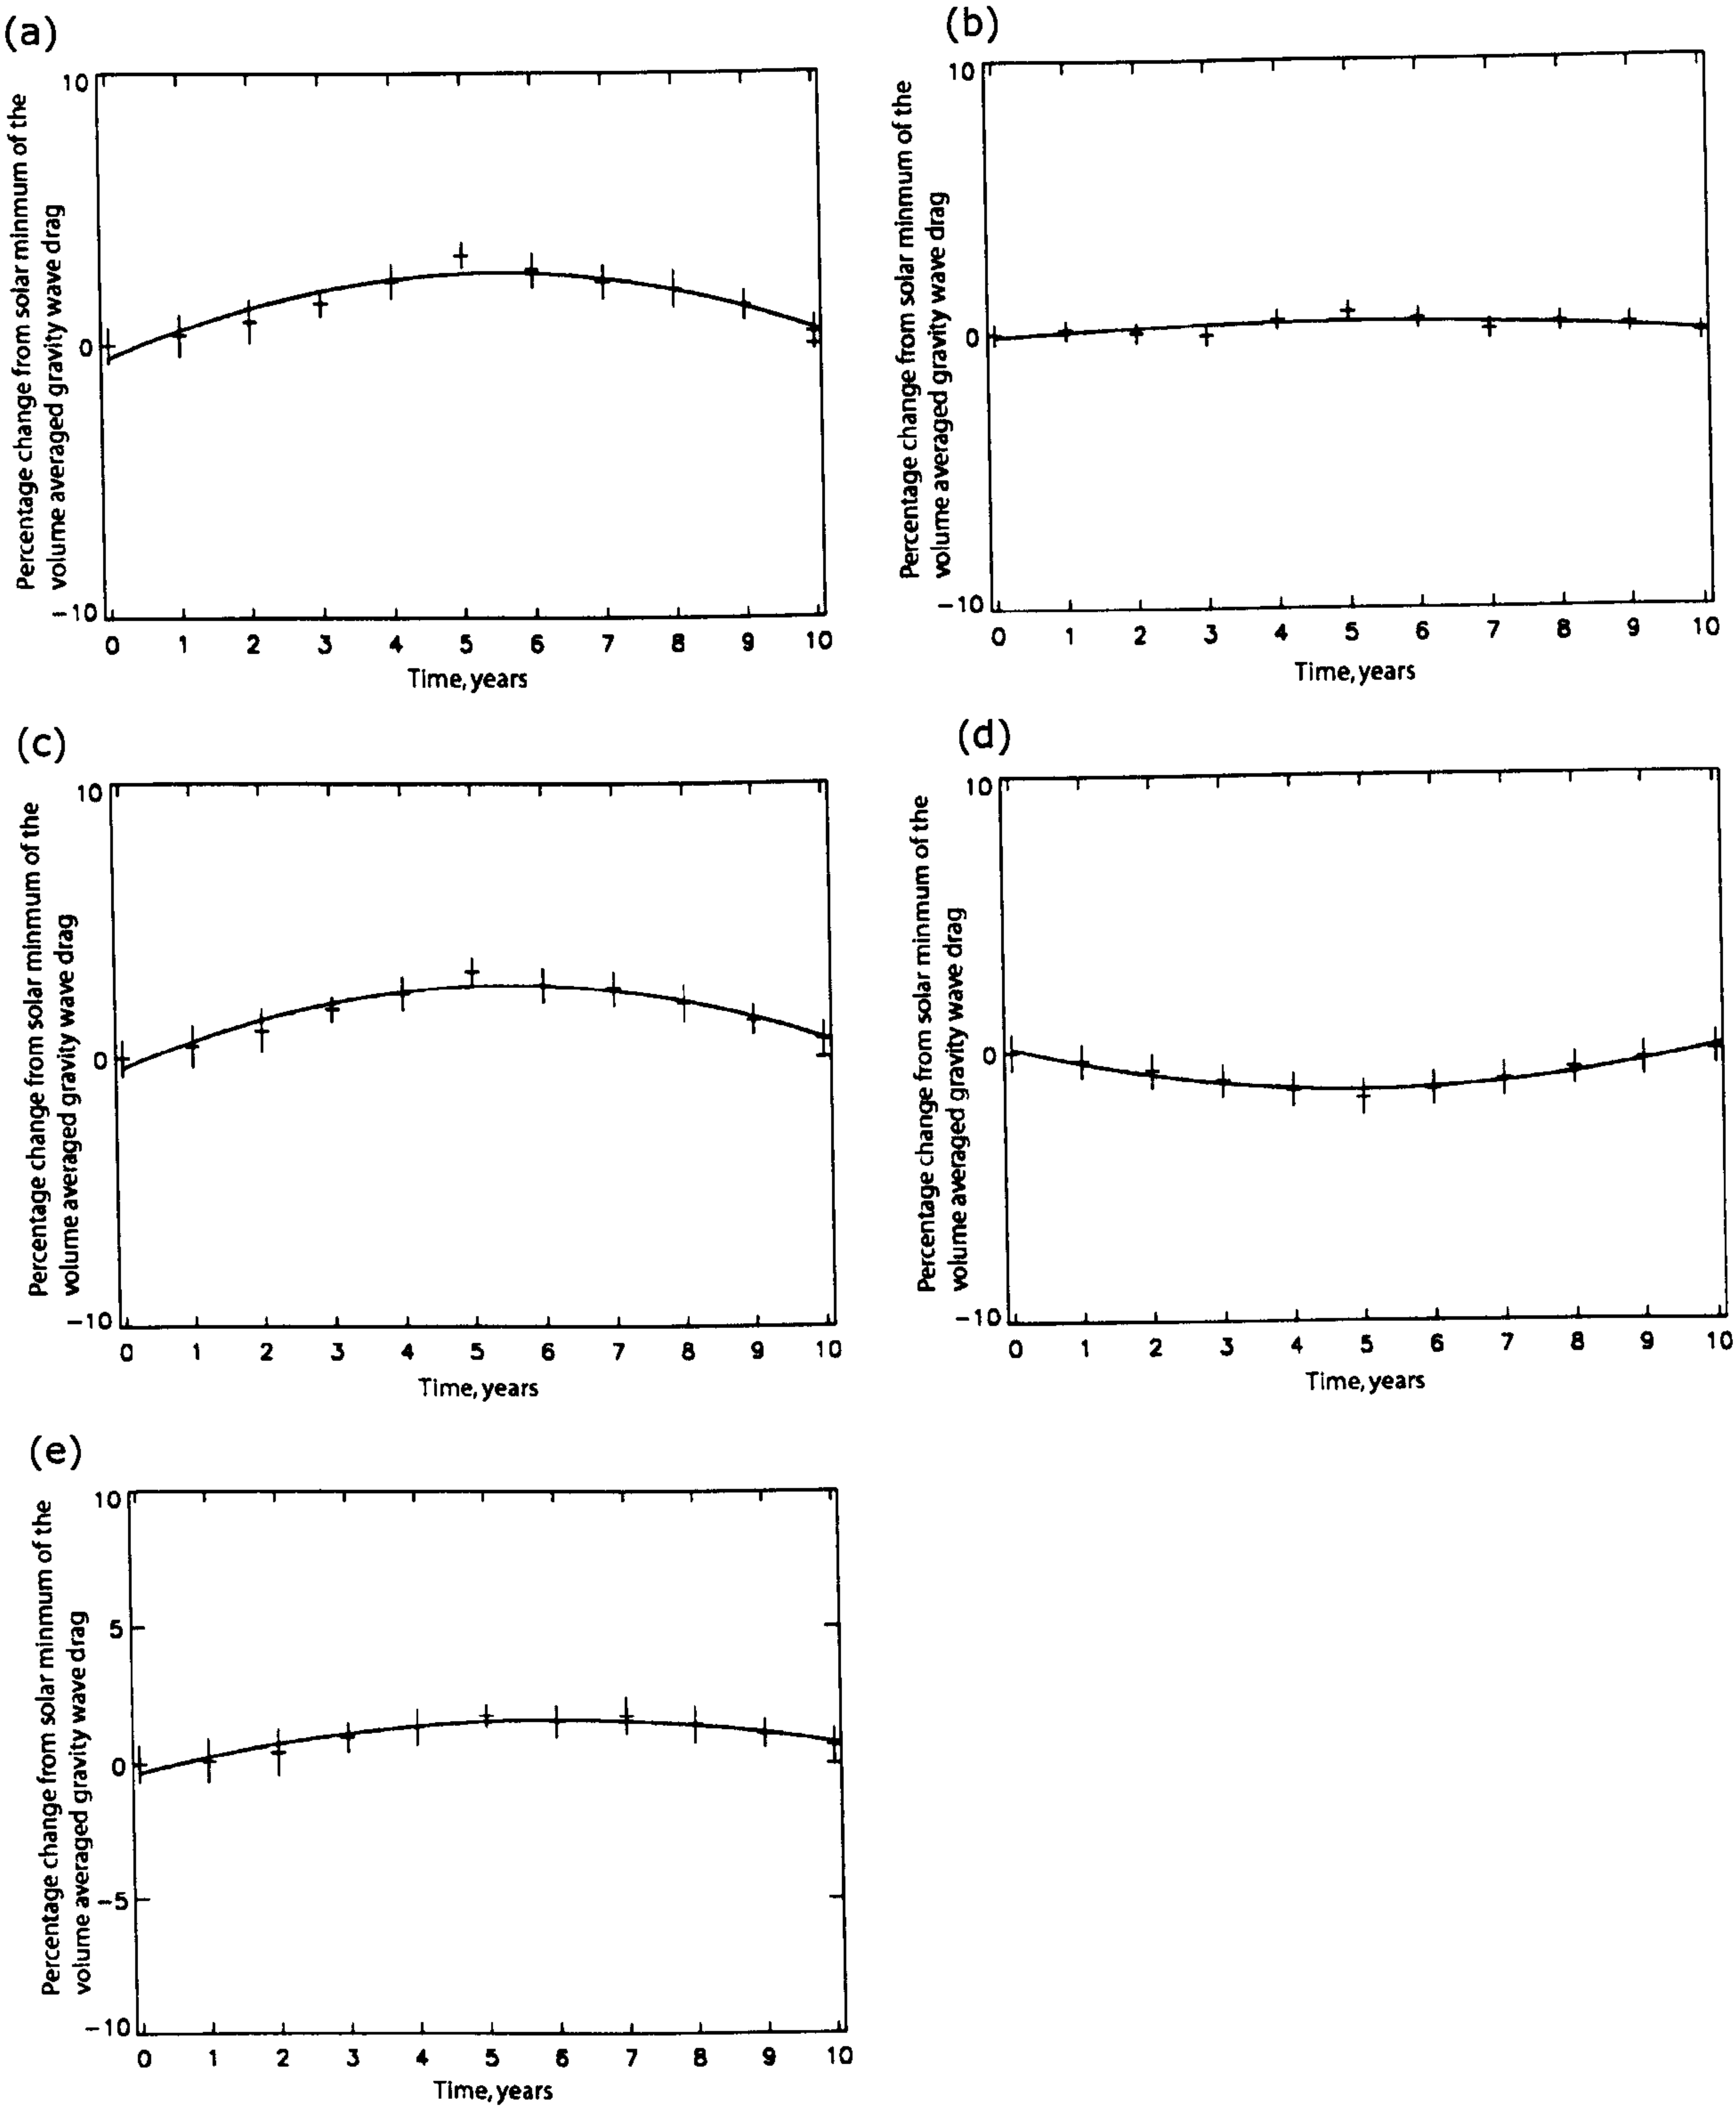 (a)
Percentage change from solar minmum of the
volume averaged gravity wave drag
10
0
-10
0 1 2 3 4 5 6 7 8 9 10
Time, years
(b)
Percentage change from solar minmum of the
volume averaged gravity wave drag
10
0
-10
0 1 2 3 4 5 6 7 8 9 10
Time, years
(c)
Percentage change from solar minmum of the
volume averaged gravity wave drag
10
0
-10
0 1 2 3 4 5 6 7 8 9 10
Time, years
(d)
Percentage change from solar minmum of the
volume averaged gravity wave drag
10
0
-10
0 1 2 3 4 5 6 7 8 9 10
Time, years
(e)
Percentage change from solar minmum of the
volume averaged gravity wave drag
10
5
0
-5
-10
0 1 2 3 4 5 6 7 8 9 10
Time, years